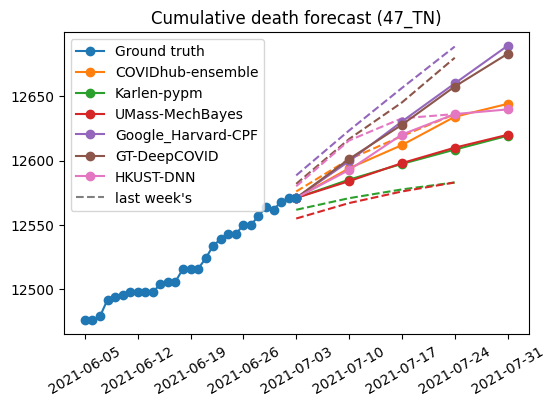 Cumulative death forecast (47_TN)
Ground truth
COVIDhub-ensemble
Karlen-pypm
UMass-MechBayes
Google_Harvard-CPF
GT-DeepCOVID
HKUST-DNN
last week's
12650
12600
12550
12500
2021-06-05
2021-06-12
2021-06-19
2021-06-26
2021-07-03
2021-07-10
2021-07-17
2021-07-24
2021-07-31